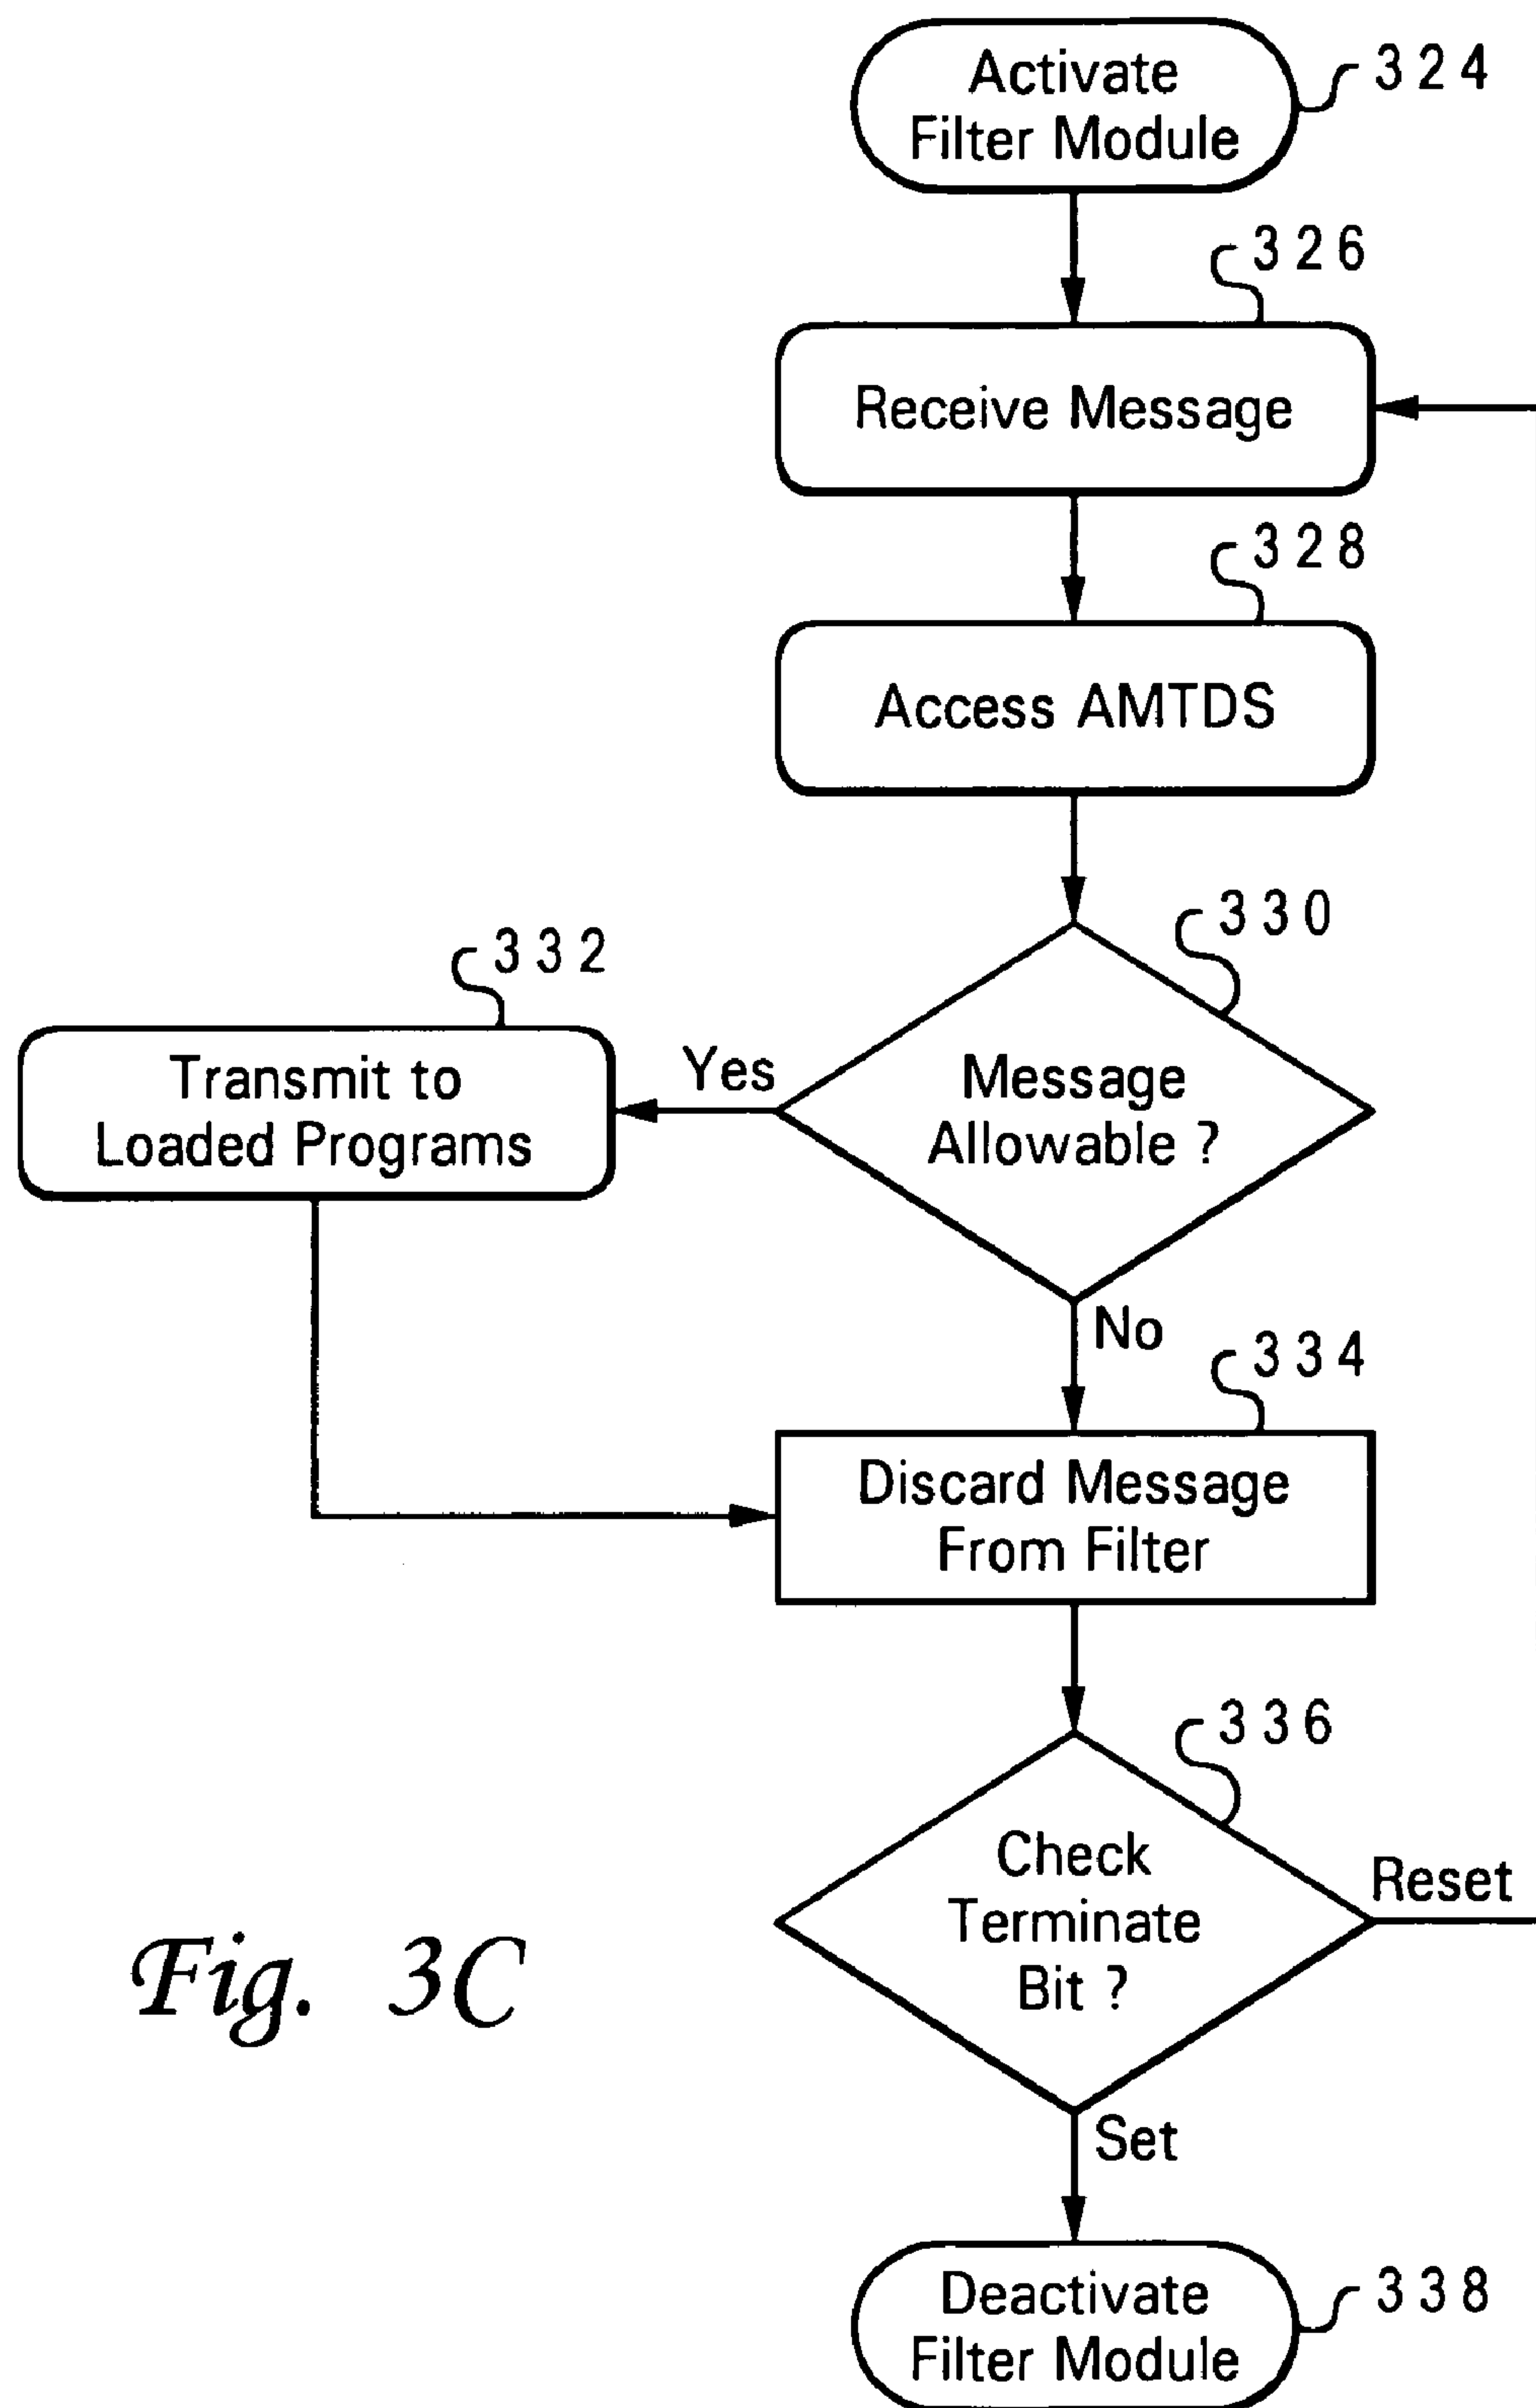 Activate
Filter Module
324
326
Receive Message
328
Access AMTDS
330
332
Transmit to
Loaded Programs
Yes
Message
Allowable ?
No
334
Discard Message
From Filter
336
Check
Terminate
Bit ?
Reset
Fig. 3C
Set
Deactivate
Filter Module
338